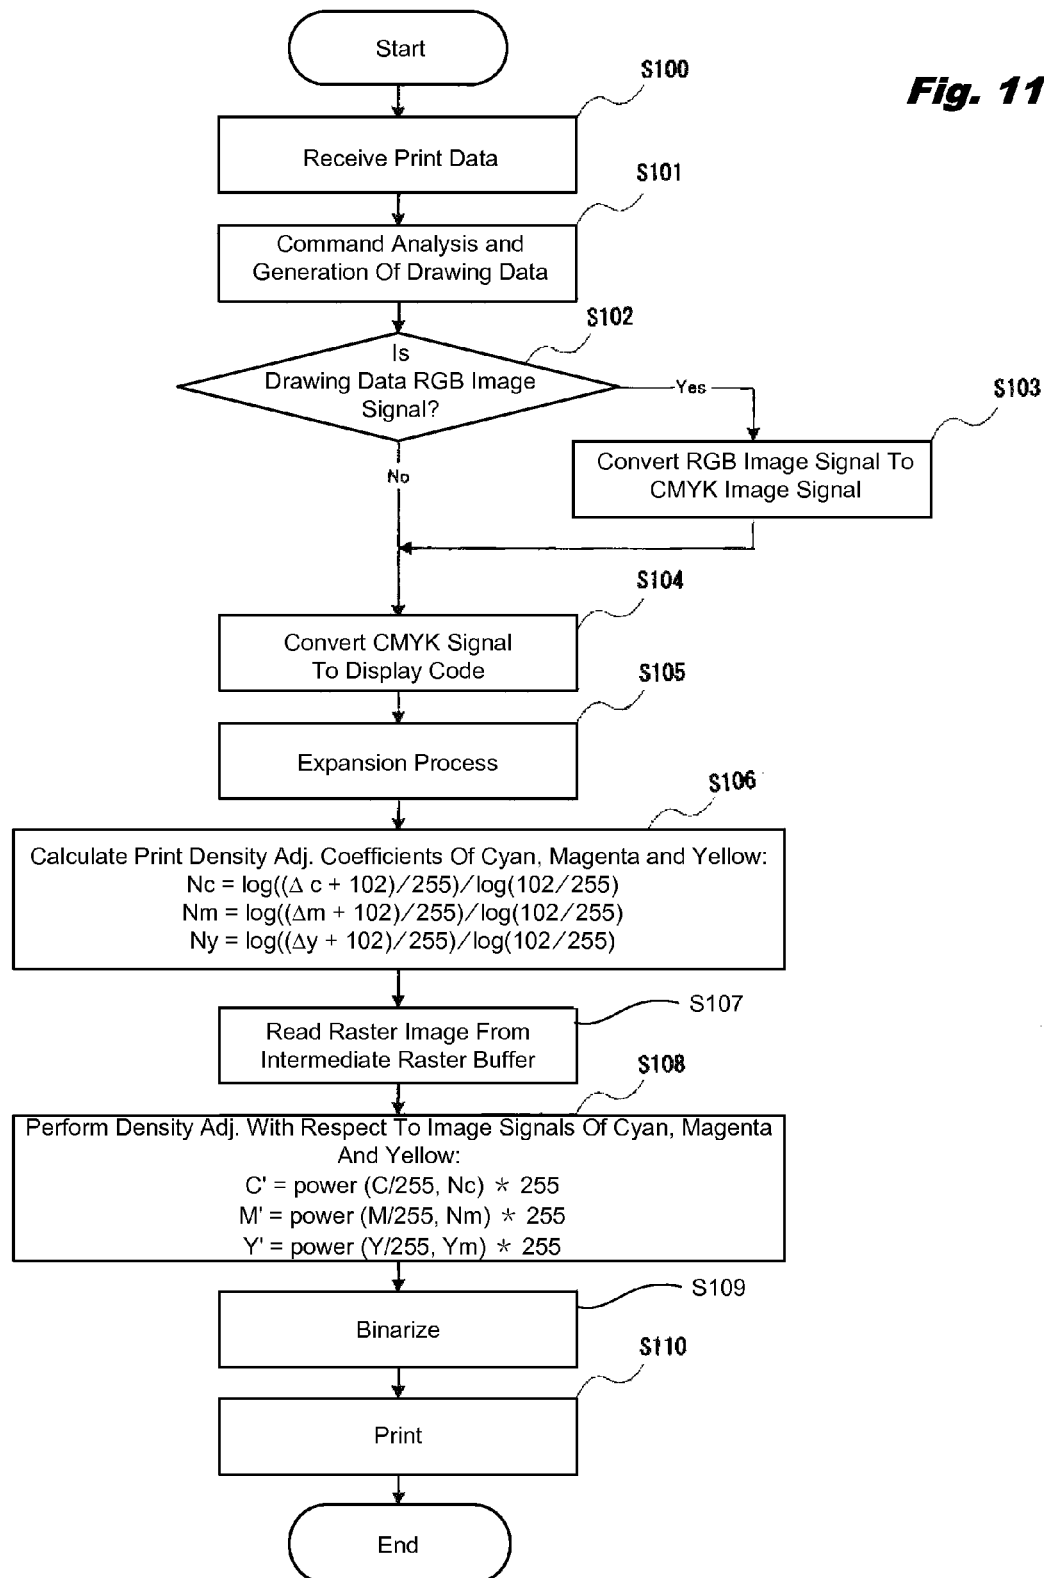 Start
Fig. 11
S100
Receive Print Data
S101
Command Analysis and
Generation Of Drawing Data
S102
Is
Drawing Data RGB Image
Signal?
Yes
S103
Convert RGB Image Signal To
CMYK Image Signal
No
S104
Convert CMYK Signal
To Display Code
S105
Expansion Process
S106
Calculate Print Density Adj. Coefficients Of Cyan, Magenta and Yellow:
Nc = log((Δ c + 102)/255)/log(102/255)
Nm = log((Δm + 102)/255)/log(102/255)
Ny = log((Δy + 102)/255)/log(102/255)
S107
Read Raster Image From
Intermediate Raster Buffer
S108
Perform Density Adj. With Respect To Image Signals Of Cyan, Magenta
And Yellow:
C' = power (C/255, Nc) * 255
M' = power (M/255, Nm) * 255
Y' = power (Y/255, Ym) * 255
S109
Binarize
S110
Print
End